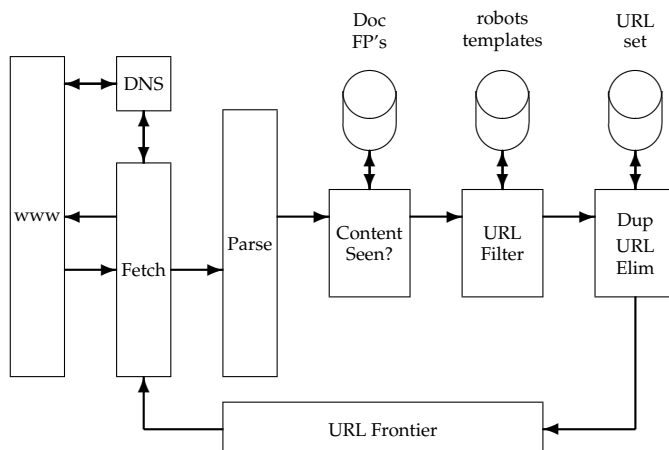 Doc
FP's
robots
templates
URL
set
DNS
www
Fetch
Parse
Content
Seen?
URL
Filter
Dup
URL
Elim
URL Frontier